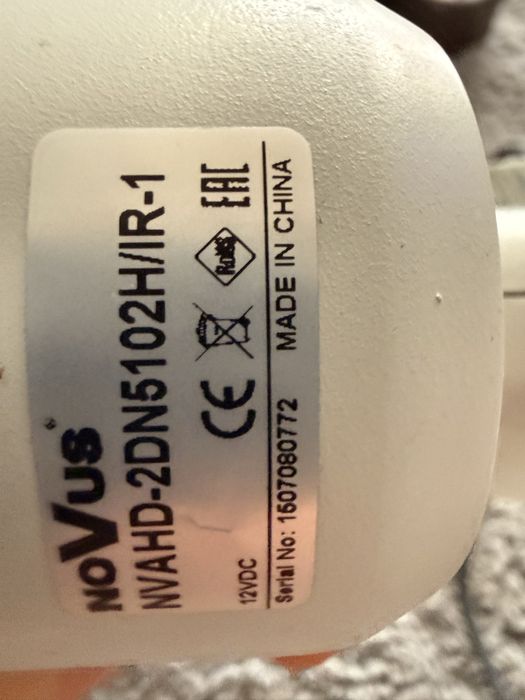 NOVUS
NVAHD-2DN5102H/IR-1
12VDC CE RoHS EAC
Serial No: 1507080772 MADE IN CHINA